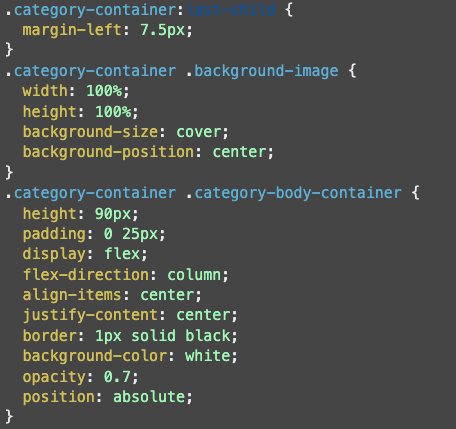 .category-container:last-child {
  margin-left: 7.5px;
}
.category-container .background-image {
  width: 100%;
  height: 100%;
  background-size: cover;
  background-position: center;
}
.category-container .category-body-container {
  height: 90px;
  padding: 0 25px;
  display: flex;
  flex-direction: column;
  align-items: center;
  justify-content: center;
  border: 1px solid black;
  background-color: white;
  opacity: 0.7;
  position: absolute;
}